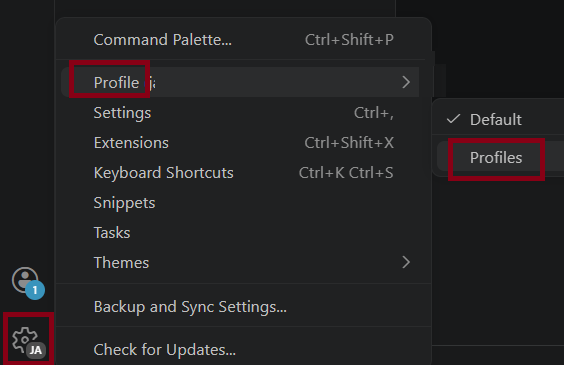 Command Palette... Ctrl+Shift+P
Profile
Settings Ctrl+,
Extensions Ctrl+Shift+X
Keyboard Shortcuts Ctrl+K Ctrl+S
Snippets
Tasks
Themes
Backup and Sync Settings...
Check for Updates...
Default
Profiles
1
JA